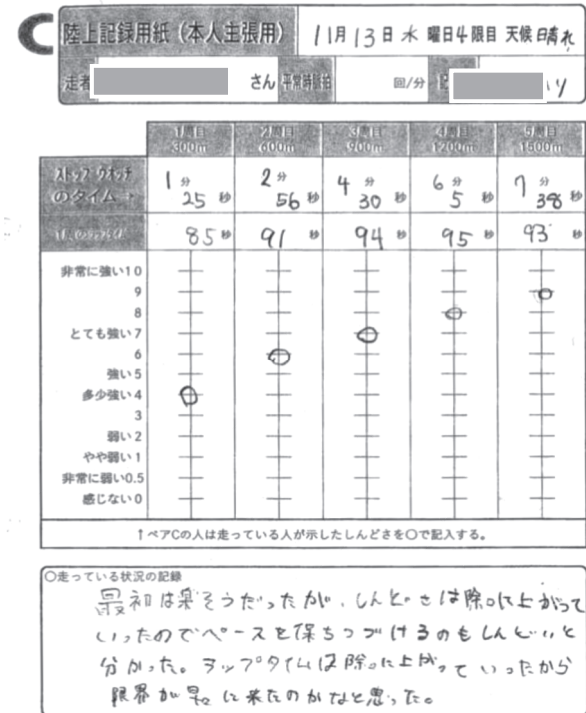 C 陸上記録用紙(本人主張用) 11月13日 水 曜日4限目 天候 晴れ
走者 さん 平常時脈拍 回/分
1周目 300m 2周目 600m 3周目 900m 4周目 1200m 5周目 1500m
ストップウオッチのタイム→ 1分25秒 2分56秒 4分30秒 6分5秒 7分38秒
85秒 91秒 94秒 95秒 93秒
非常に強い10
9
8
とても強い7
6
強い5
多少強い4
3
弱い2
やや弱い1
非常に弱い0.5
感じない0
↑ペアCの人は走っている人が示したしんどさを○で記入する。
○走っている状況の記録
最初は楽そうだったが、しんどさは除々に上がって
いったのでペースを保ちつづけるのもしんどいと
分かった。ラップタイムは除々に上がっていったから
限界が早々に来たのかなと思った。